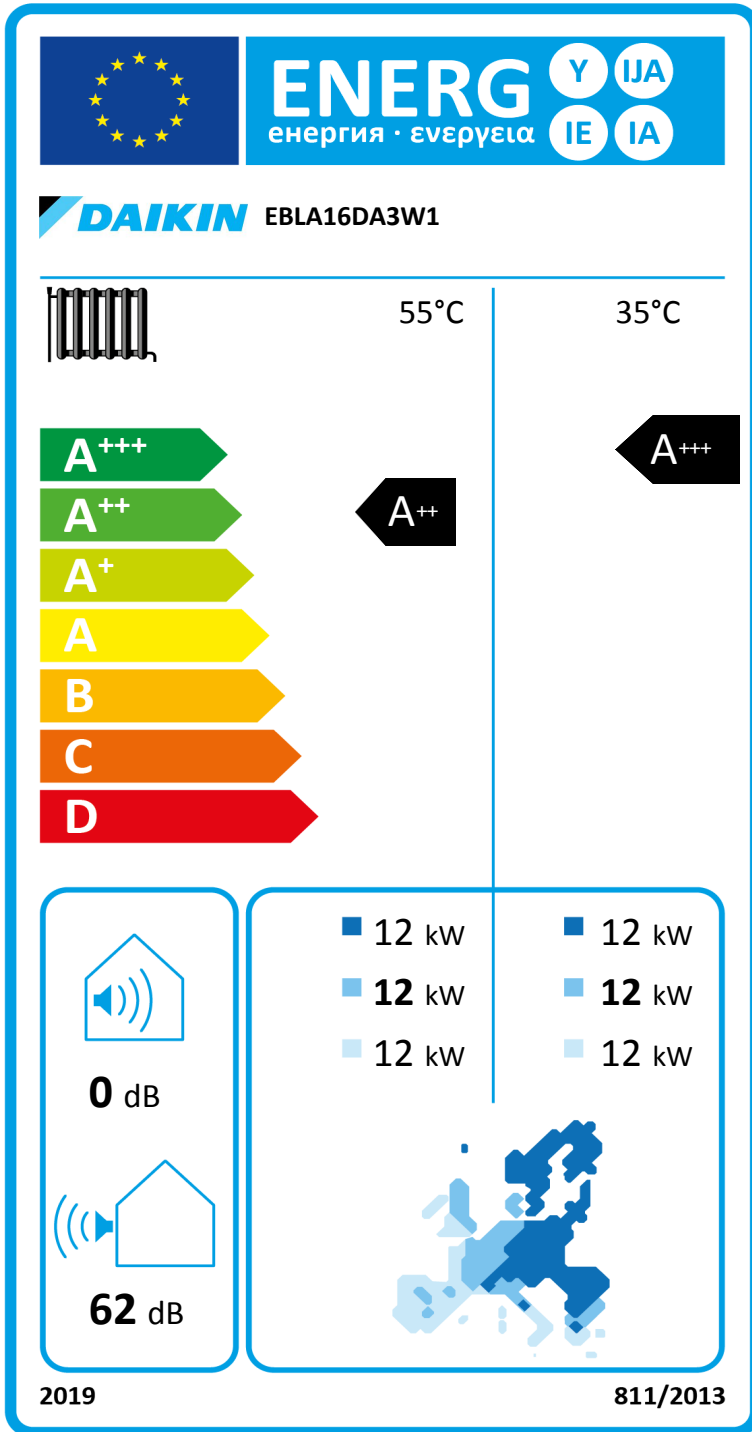 ENERG Y IJA
енергия · ενεργεια IE IA
DAIKIN EBLA16DA3W1
55°C 35°C
A+++ A+++
A++ A++
A+
A
B
C
D
12 kW 12 kW
12 kW 12 kW
12 kW 12 kW
0 dB
62 dB
2019 811/2013